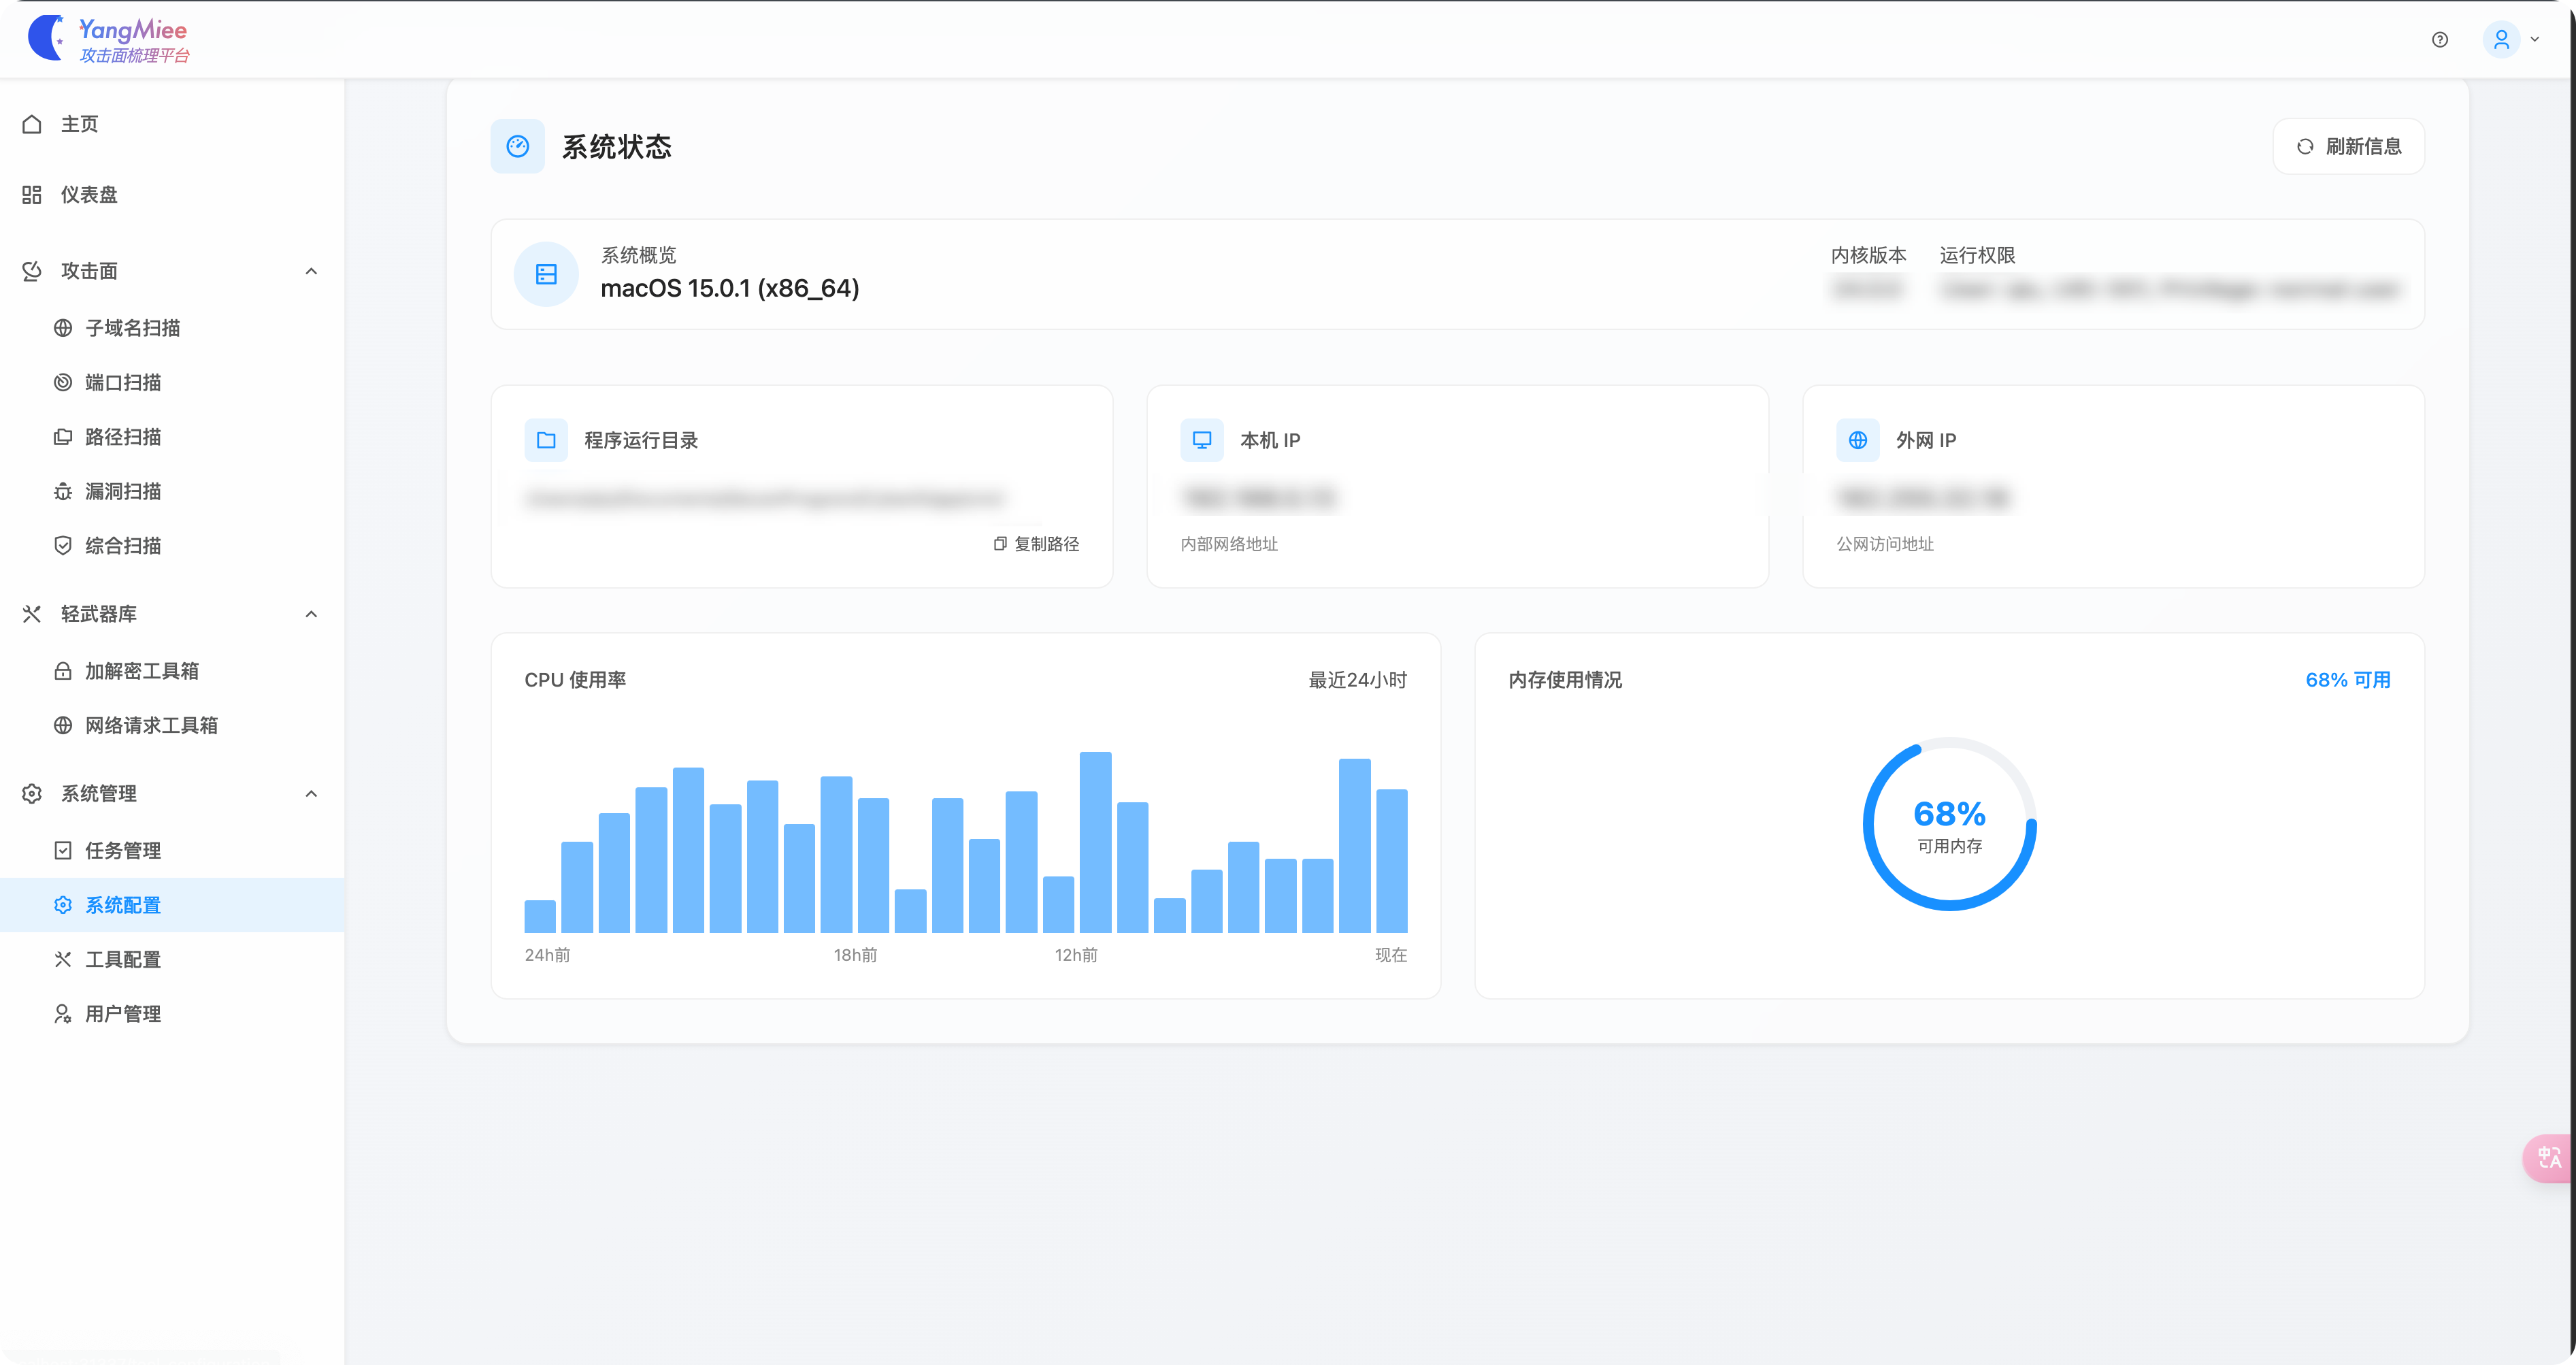 YangMiee
攻击面梳理平台
主页
仪表盘
攻击面
子域名扫描
端口扫描
路径扫描
漏洞扫描
综合扫描
轻武器库
加解密工具箱
网络请求工具箱
系统管理
任务管理
系统配置
工具配置
用户管理
系统状态
刷新信息
系统概览
macOS 15.0.1 (x86_64)
内核版本
运行权限
程序运行目录
复制路径
本机 IP
内部网络地址
外网 IP
公网访问地址
CPU 使用率
最近24小时
24h前
18h前
12h前
现在
内存使用情况
68% 可用
68%
可用内存
中A